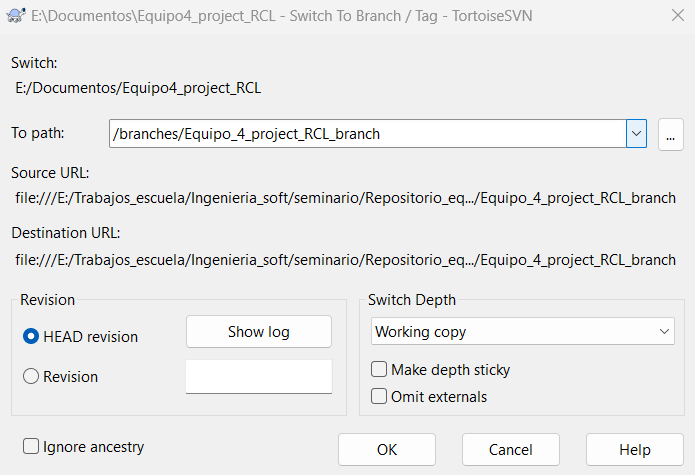 E:\Documentos\Equipo4_project_RCL - Switch To Branch / Tag - TortoiseSVN
Switch:
E:/Documentos/Equipo4_project_RCL
To path:
/branches/Equipo_4_project_RCL_branch
...
Source URL:
file:///E:/Trabajos_escuela/Ingenieria_soft/seminario/Repositorio_eq.../Equipo_4_project_RCL_branch
Destination URL:
file:///E:/Trabajos_escuela/Ingenieria_soft/seminario/Repositorio_eq.../Equipo_4_project_RCL_branch
Revision
HEAD revision
Show log
Revision
Switch Depth
Working copy
Make depth sticky
Omit externals
Ignore ancestry
OK
Cancel
Help